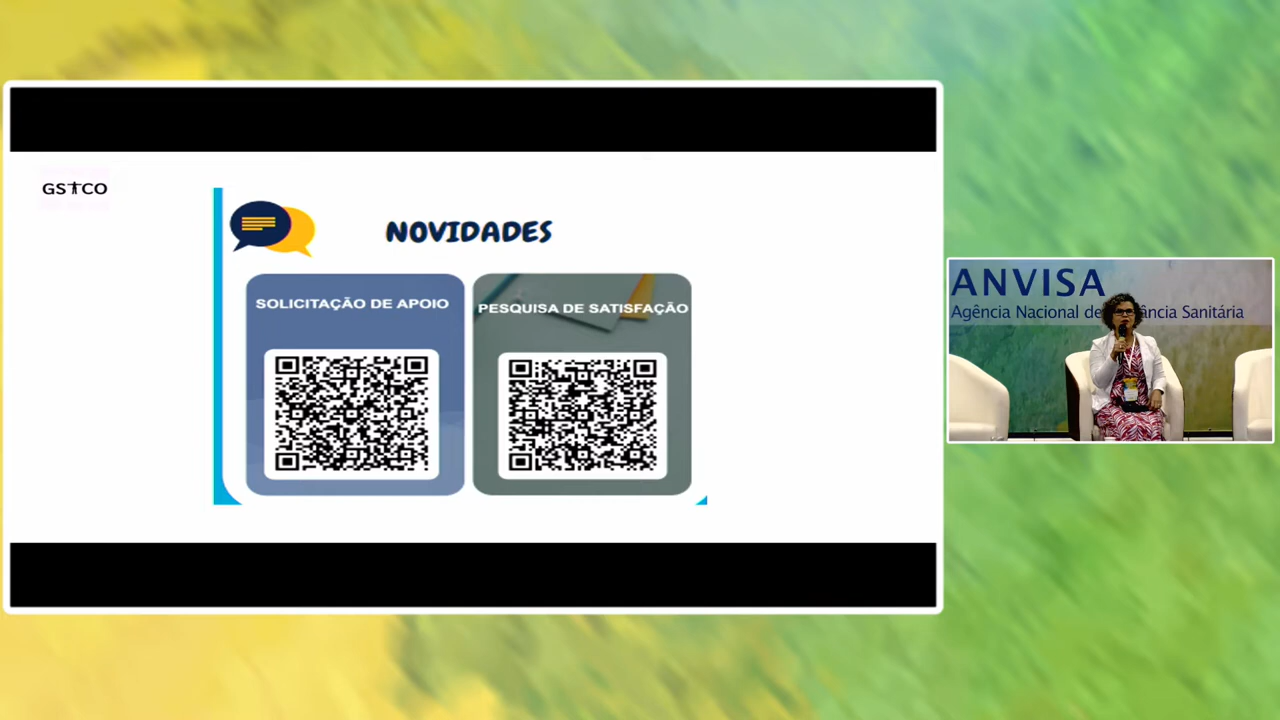 GSTCO
NOVIDADES
SOLICITAÇÃO DE APOIO
PESQUISA DE SATISFAÇÃO
ANVISA
Agência Nacional de ância Sanitária